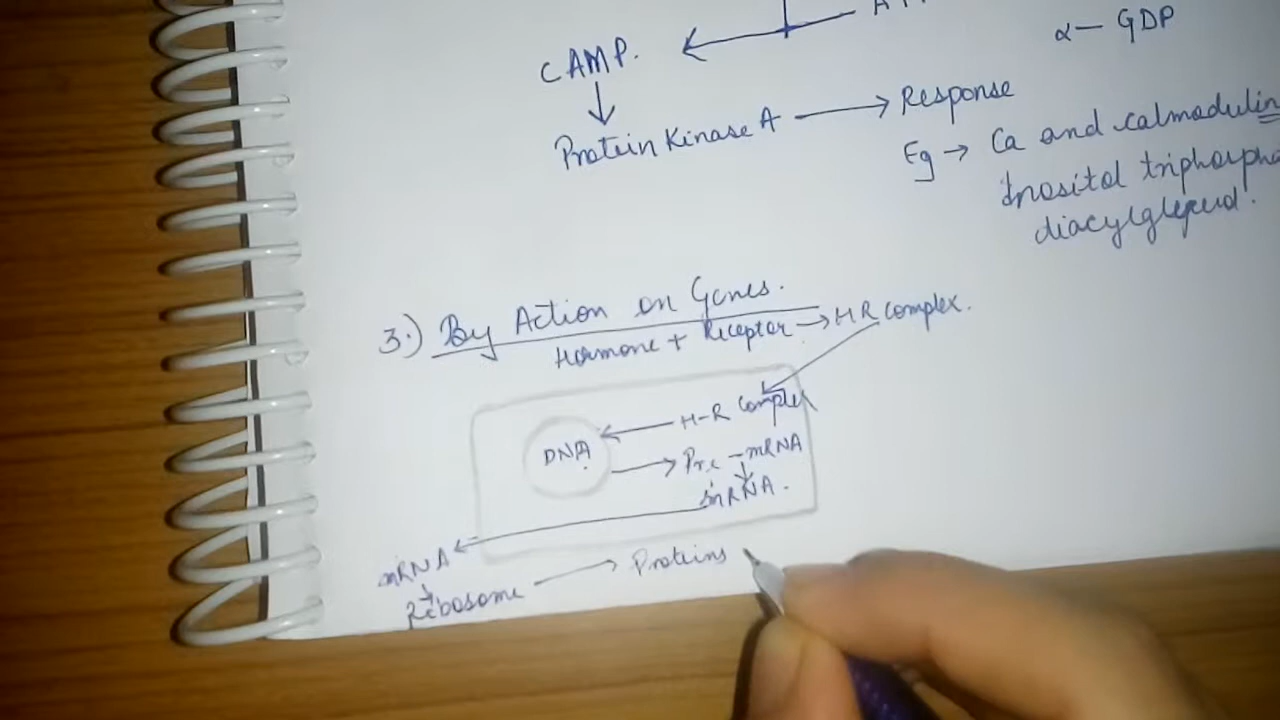 α— GDP
CAMP.
Protein Kinase A → Response
Eg → Ca and calmodulin
Inositol triphospha
diacylglycerol.
3.) By Action on Genes.
Hormone + Receptor → HR complex.
H-R Complex
DNA
Pre-mRNA
mRNA.
mRNA
Ribosome → Proteins